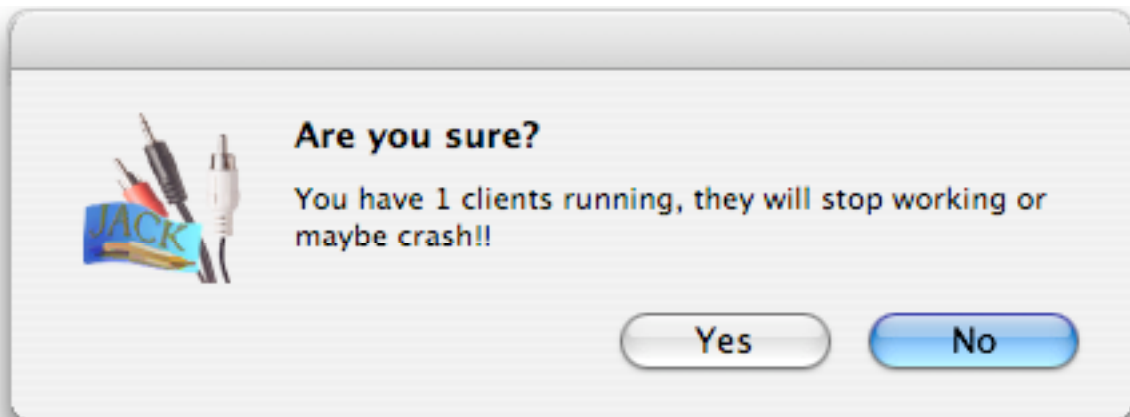 Are you sure?
You have 1 clients running, they will stop working or
maybe crash!!
JACK
Yes
No